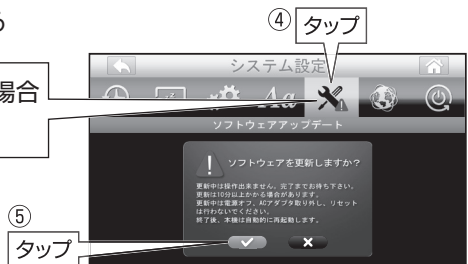 る
④
タップ
場合
システム設定
Aa
ソフトウェアアップデート
ソフトウェアを更新しますか？
更新中は操作出来ません。完了までお待ち下さい。
更新は10分以上かかる場合があります。
更新中は電源オフ、ACアダプタ取り外し、リセット
は行わないでください。
終了後、本機は自動的に再起動します。
⑤
タップ